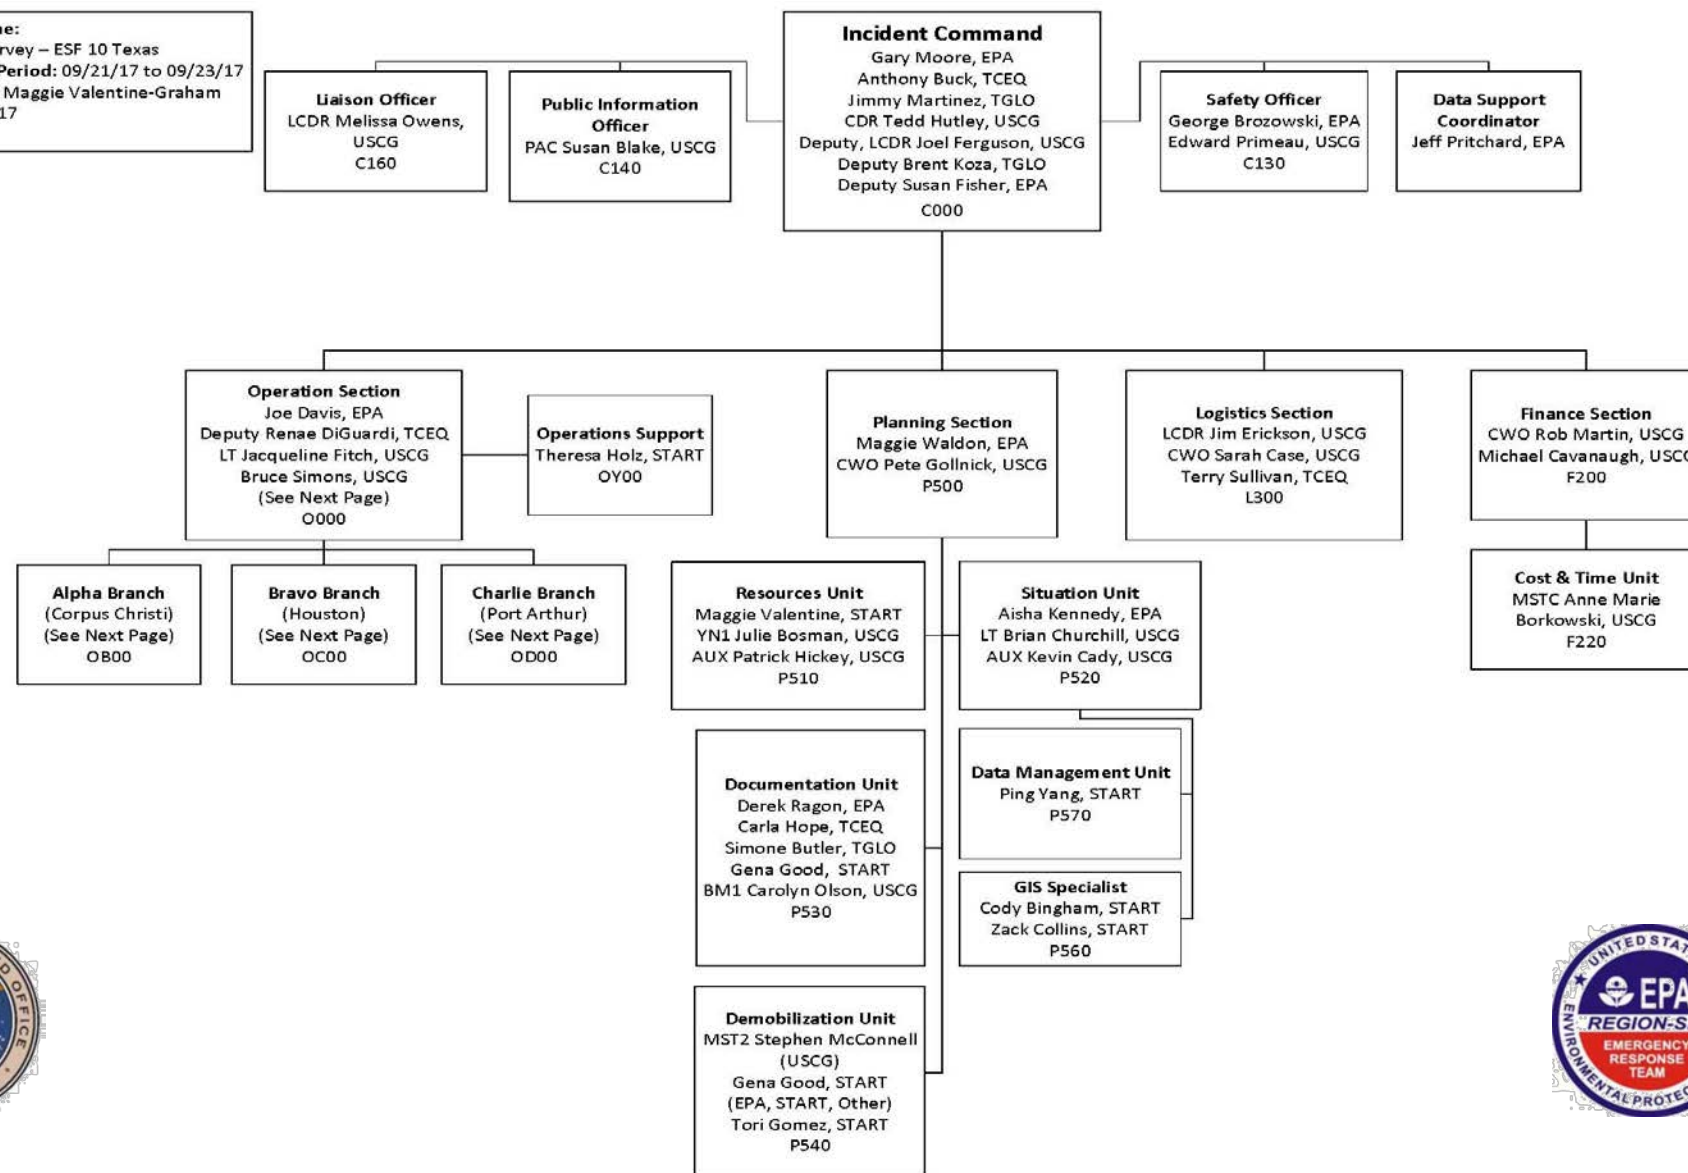 rvey – ESF 10 Texas
Period: 09/21/17 to 09/23/17
Maggie Valentine-Graham
17
Liaison Officer
LCDR Melissa Owens,
USCG
C160
Public Information
Officer
PAC Susan Blake, USCG
C140
Incident Command
Gary Moore, EPA
Anthony Buck, TCEQ
Jimmy Martinez, TGLO
CDR Tedd Hutley, USCG
Deputy, LCDR Joel Ferguson, USCG
Deputy Brent Koza, TGLO
Deputy Susan Fisher, EPA
C000
Safety Officer
George Brozowski, EPA
Edward Primeau, USCG
C130
Data Support
Coordinator
Jeff Pritchard, EPA
Operation Section
Joe Davis, EPA
Deputy Renae DiGuardi, TCEQ
LT Jacqueline Fitch, USCG
Bruce Simons, USCG
(See Next Page)
O000
Operations Support
Theresa Holz, START
OY00
Planning Section
Maggie Waldon, EPA
CWO Pete Gollnick, USCG
P500
Logistics Section
LCDR Jim Erickson, USCG
CWO Sarah Case, USCG
Terry Sullivan, TCEQ
L300
Finance Section
CWO Rob Martin, USCG
Michael Cavanaugh, USCG
F200
Alpha Branch
(Corpus Christi)
(See Next Page)
OB00
Bravo Branch
(Houston)
(See Next Page)
OC00
Charlie Branch
(Port Arthur)
(See Next Page)
OD00
Resources Unit
Maggie Valentine, START
YN1 Julie Bosman, USCG
AUX Patrick Hickey, USCG
P510
Situation Unit
Aisha Kennedy, EPA
LT Brian Churchill, USCG
AUX Kevin Cady, USCG
P520
Cost & Time Unit
MSTC Anne Marie
Borkowski, USCG
F220
Documentation Unit
Derek Ragon, EPA
Carla Hope, TCEQ
Simone Butler, TGLO
Gena Good, START
BM1 Carolyn Olson, USCG
P530
Data Management Unit
Ping Yang, START
P570
GIS Specialist
Cody Bingham, START
Zack Collins, START
P560
Demobilization Unit
MST2 Stephen McConnell
(USCG)
Gena Good, START
(EPA, START, Other)
Tori Gomez, START
P540
OFFICE
UNITED STAT
EPA
REGION-S
EMERGENCY
RESPONSE
TEAM
ENVIRONMENTAL PROTEC